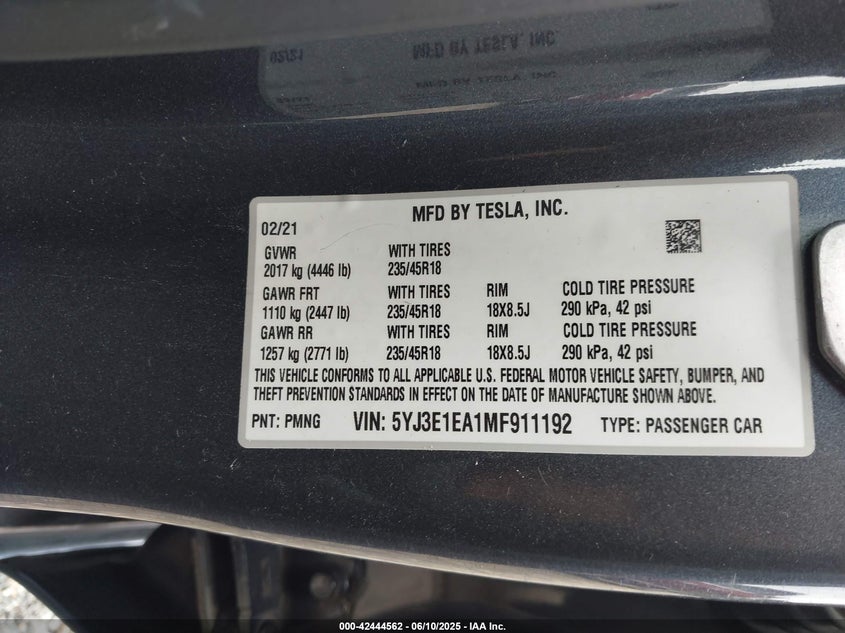 MFD BY TESLA, INC.
02/21
GVWR WITH TIRES
2017 kg (4446 lb) 235/45R18
GAWR FRT WITH TIRES RIM COLD TIRE PRESSURE
1110 kg (2447 lb) 235/45R18 18X8.5J 290 kPa, 42 psi
GAWR RR WITH TIRES RIM COLD TIRE PRESSURE
1257 kg (2771 lb) 235/45R18 18X8.5J 290 kPa, 42 psi
THIS VEHICLE CONFORMS TO ALL APPLICABLE U.S. FEDERAL MOTOR VEHICLE SAFETY, BUMPER, AND
THEFT PREVENTION STANDARDS IN EFFECT ON THE DATE OF MANUFACTURE SHOWN ABOVE.
PNT: PMNG VIN: 5YJ3E1EA1MF911192 TYPE: PASSENGER CAR
000-42444562 - 06/10/2025 - IAA Inc.